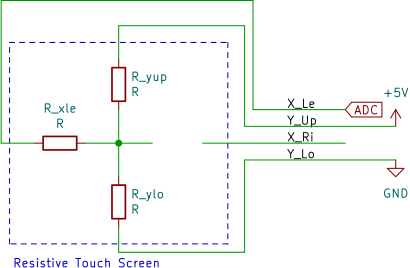 R_yup
R
R_xle
R
R_ylo
R
X_Le
ADC
+5V
Y_Up
X_Ri
Y_Lo
GND
Resistive Touch Screen